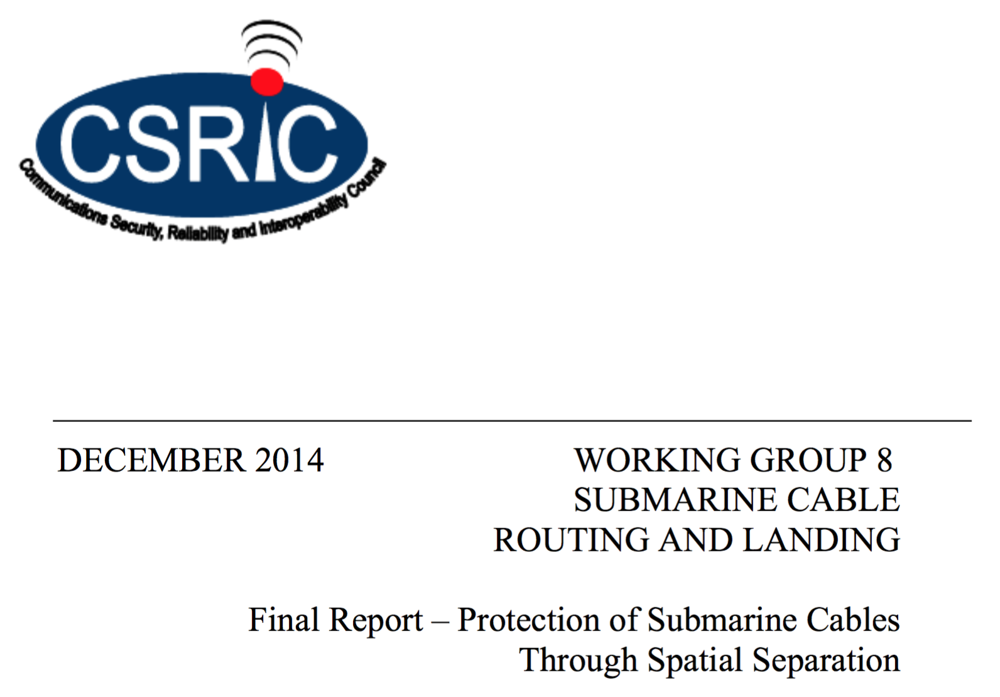 CSRIC
Communications Security, Reliability and Interoperability Council
DECEMBER 2014
WORKING GROUP 8
SUBMARINE CABLE
ROUTING AND LANDING
Final Report – Protection of Submarine Cables
Through Spatial Separation